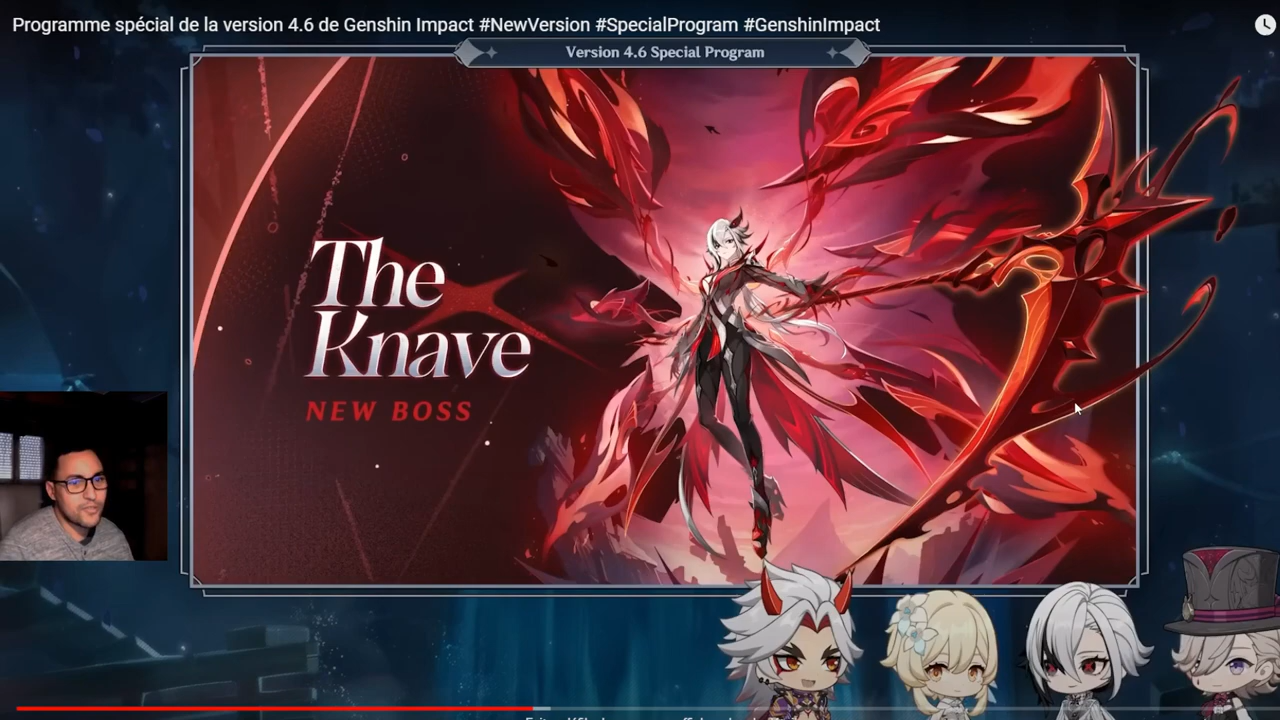 Programme spécial de la version 4.6 de Genshin Impact #NewVersion #SpecialProgram #GenshinImpact
Version 4.6 Special Program
The
Knave
NEW BOSS